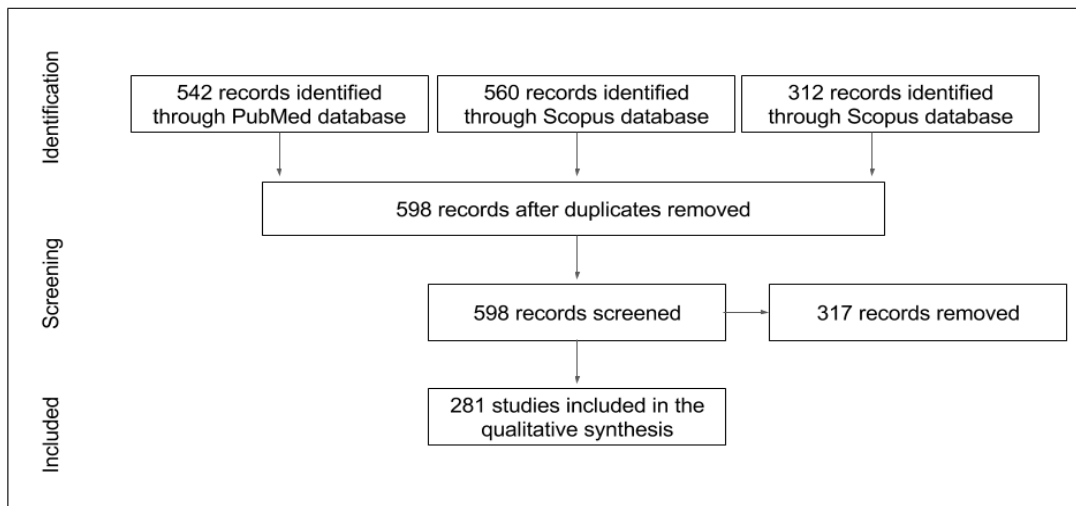 Identification
542 records identified
through PubMed database
560 records identified
through Scopus database
312 records identified
through Scopus database
598 records after duplicates removed
Screening
598 records screened
317 records removed
Included
281 studies included in the
qualitative synthesis